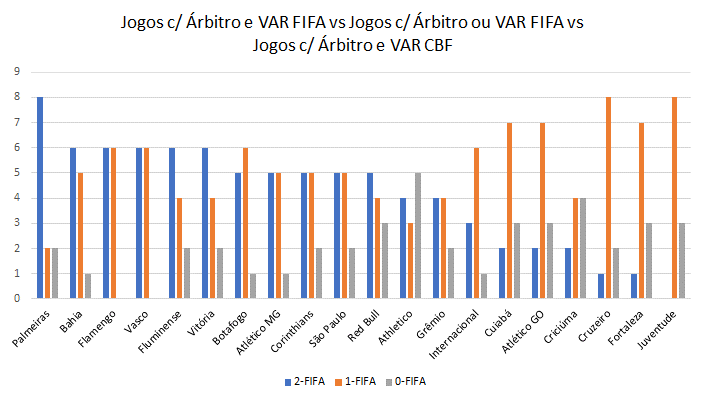 Jogos c/ Árbitro e VAR FIFA vs Jogos c/ Árbitro ou VAR FIFA vs
Jogos c/ Árbitro e VAR CBF
9
8
7
6
5
4
3
2
1
0
Palmeiras
Bahia
Flamengo
Vasco
Fluminense
Vitória
Botafogo
Atlético MG
Corinthians
São Paulo
Red Bull
Athletico
Grêmio
Internacional
Cuiabá
Atlético GO
Criciúma
Cruzeiro
Fortaleza
Juventude
2-FIFA 1-FIFA 0-FIFA